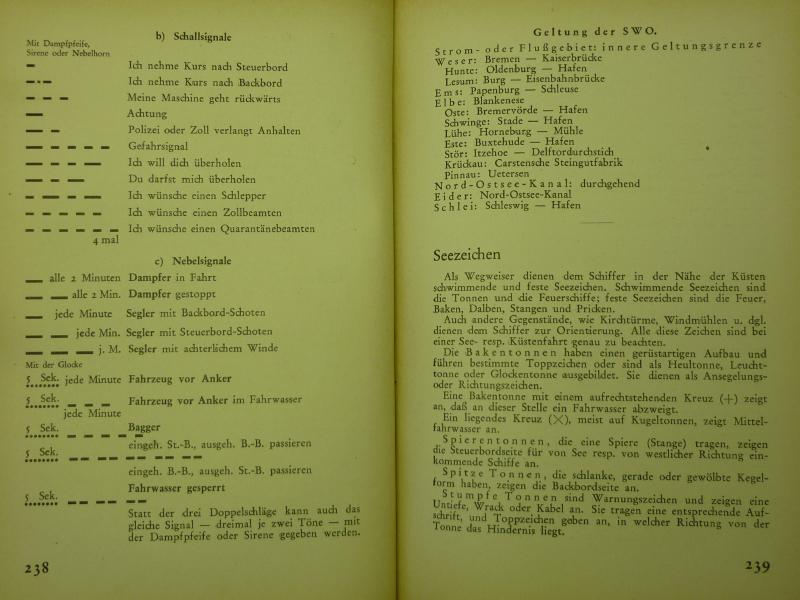 b) Schallsignale
Mit Dampfpfeife,
Sirene oder Nebelhorn
Ich nehme Kurs nach Steuerbord
Ich nehme Kurs nach Backbord
Meine Maschine geht rückwärts
Achtung
Polizei oder Zoll verlangt Anhalten
Gefahrsignal
Ich will dich überholen
Du darfst mich überholen
Ich wünsche einen Schlepper
Ich wünsche einen Zollbeamten
Ich wünsche einen Quarantänebeamten
4 mal
c) Nebelsignale
alle 2 Minuten Dampfer in Fahrt
alle 2 Min. Dampfer gestoppt
jede Minute Segler mit Backbord-Schoten
jede Min. Segler mit Steuerbord-Schoten
j. M. Segler mit achterlichem Winde
Mit der Glocke
5 Sek. jede Minute Fahrzeug vor Anker
5 Sek. Fahrzeug vor Anker im Fahrwasser
jede Minute
5 Sek. Bagger
eingeh. St.-B., ausgeh. B.-B. passieren
5 Sek.
eingeh. B.-B., ausgeh. St.-B. passieren
Fahrwasser gesperrt
5 Sek.
Statt der drei Doppelschläge kann auch das
gleiche Signal — dreimal je zwei Töne — mit
der Dampfpfeife oder Sirene gegeben werden.
238
Geltung der SWO.
Strom- oder Flußgebiet: innere Geltungsgrenze
Weser: Bremen — Kaiserbrücke
Hunte: Oldenburg — Hafen
Lesum: Burg — Eisenbahnbrücke
Ems: Papenburg — Schleuse
Elbe: Blankenese
Oste: Bremervörde — Hafen
Schwinge: Stade — Hafen
Lühe: Horneburg — Mühle
Este: Buxtehude — Hafen
Stör: Itzehoe — Delftordurchstich
Krückau: Carstensche Steingutfabrik
Pinnau: Uetersen
Nord-Ostsee-Kanal: durchgehend
Eider: Nord-Ostsee-Kanal
Schlei: Schleswig — Hafen
Seezeichen
Als Wegweiser dienen dem Schiffer in der Nähe der Küsten
schwimmende und feste Seezeichen. Schwimmende Seezeichen sind
die Tonnen und die Feuerschiffe; feste Seezeichen sind die Feuer,
Baken, Dalben, Stangen und Pricken.
Auch andere Gegenstände, wie Kirchtürme, Windmühlen u. dgl.
dienen dem Schiffer zur Orientierung. Alle diese Zeichen sind bei
einer See- resp. Küstenfahrt genau zu beachten.
Die Bakentonnen haben einen gerüstartigen Aufbau und
führen bestimmte Toppzeichen oder sind als Heultonne, Leucht-
tonne oder Glockentonne ausgebildet. Sie dienen als Ansegelungs-
oder Richtungszeichen.
Eine Bakentonne mit einem aufrechtstehenden Kreuz (+) zeigt
an, daß an dieser Stelle ein Fahrwasser abzweigt.
Ein liegendes Kreuz (×), meist auf Kugeltonnen, zeigt Mittel-
fahrwasser an.
Spierentonnen, die eine Spiere (Stange) tragen, zeigen
die Steuerbordseite für von See resp. von westlicher Richtung ein-
kommende Schiffe an.
Spitze Tonnen, die schlanke, gerade oder gewölbte Kegel-
form haben, zeigen die Backbordseite an.
Stumpfe Tonnen sind Warnungszeichen und zeigen eine
Untiefe, Wrack oder Kabel an. Sie tragen eine entsprechende Auf-
schrift, und Toppzeichen geben an, in welcher Richtung von der
Tonne das Hindernis liegt.
239